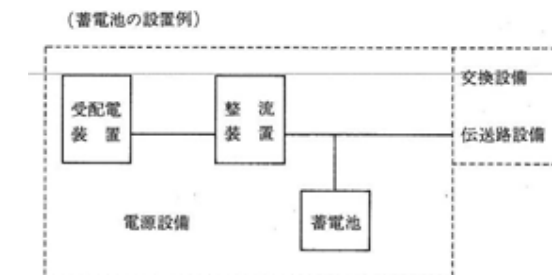 (蓄電池の設置例)
交換設備
受配電
装置
整流
装置
伝送路設備
電源設備
蓄電池